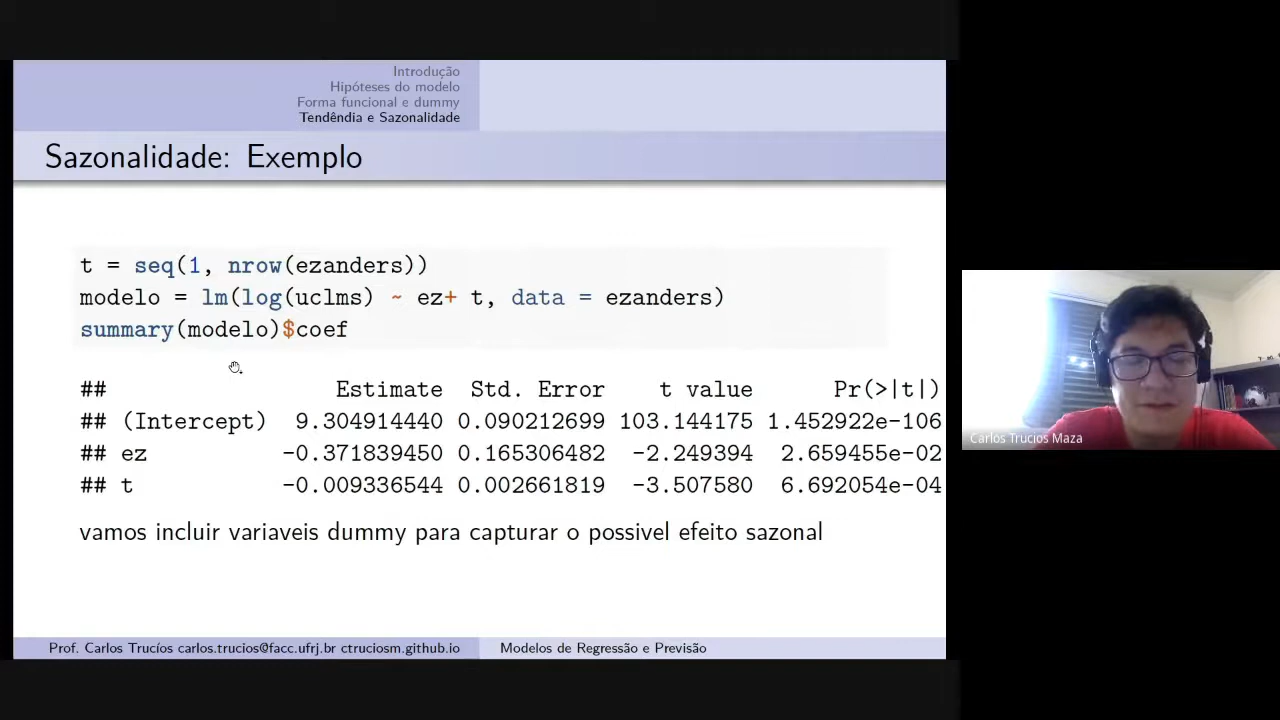 Introdução
Hipóteses do modelo
Forma funcional e dummy
Tendêndia e Sazonalidade
Sazonalidade: Exemplo
t = seq(1, nrow(ezanders))
modelo = lm(log(uclms) ~ ez+ t, data = ezanders)
summary(modelo)$coef
## Estimate Std. Error t value Pr(>|t|)
## (Intercept) 9.304914440 0.090212699 103.144175 1.452922e-106
## ez -0.371839450 0.165306482 -2.249394 2.659455e-02
## t -0.009336544 0.002661819 -3.507580 6.692054e-04
vamos incluir variaveis dummy para capturar o possivel efeito sazonal
Carlos Trucios Maza
Prof. Carlos Trucíos carlos.trucios@facc.ufrj.br ctruciosm.github.io
Modelos de Regressão e Previsão